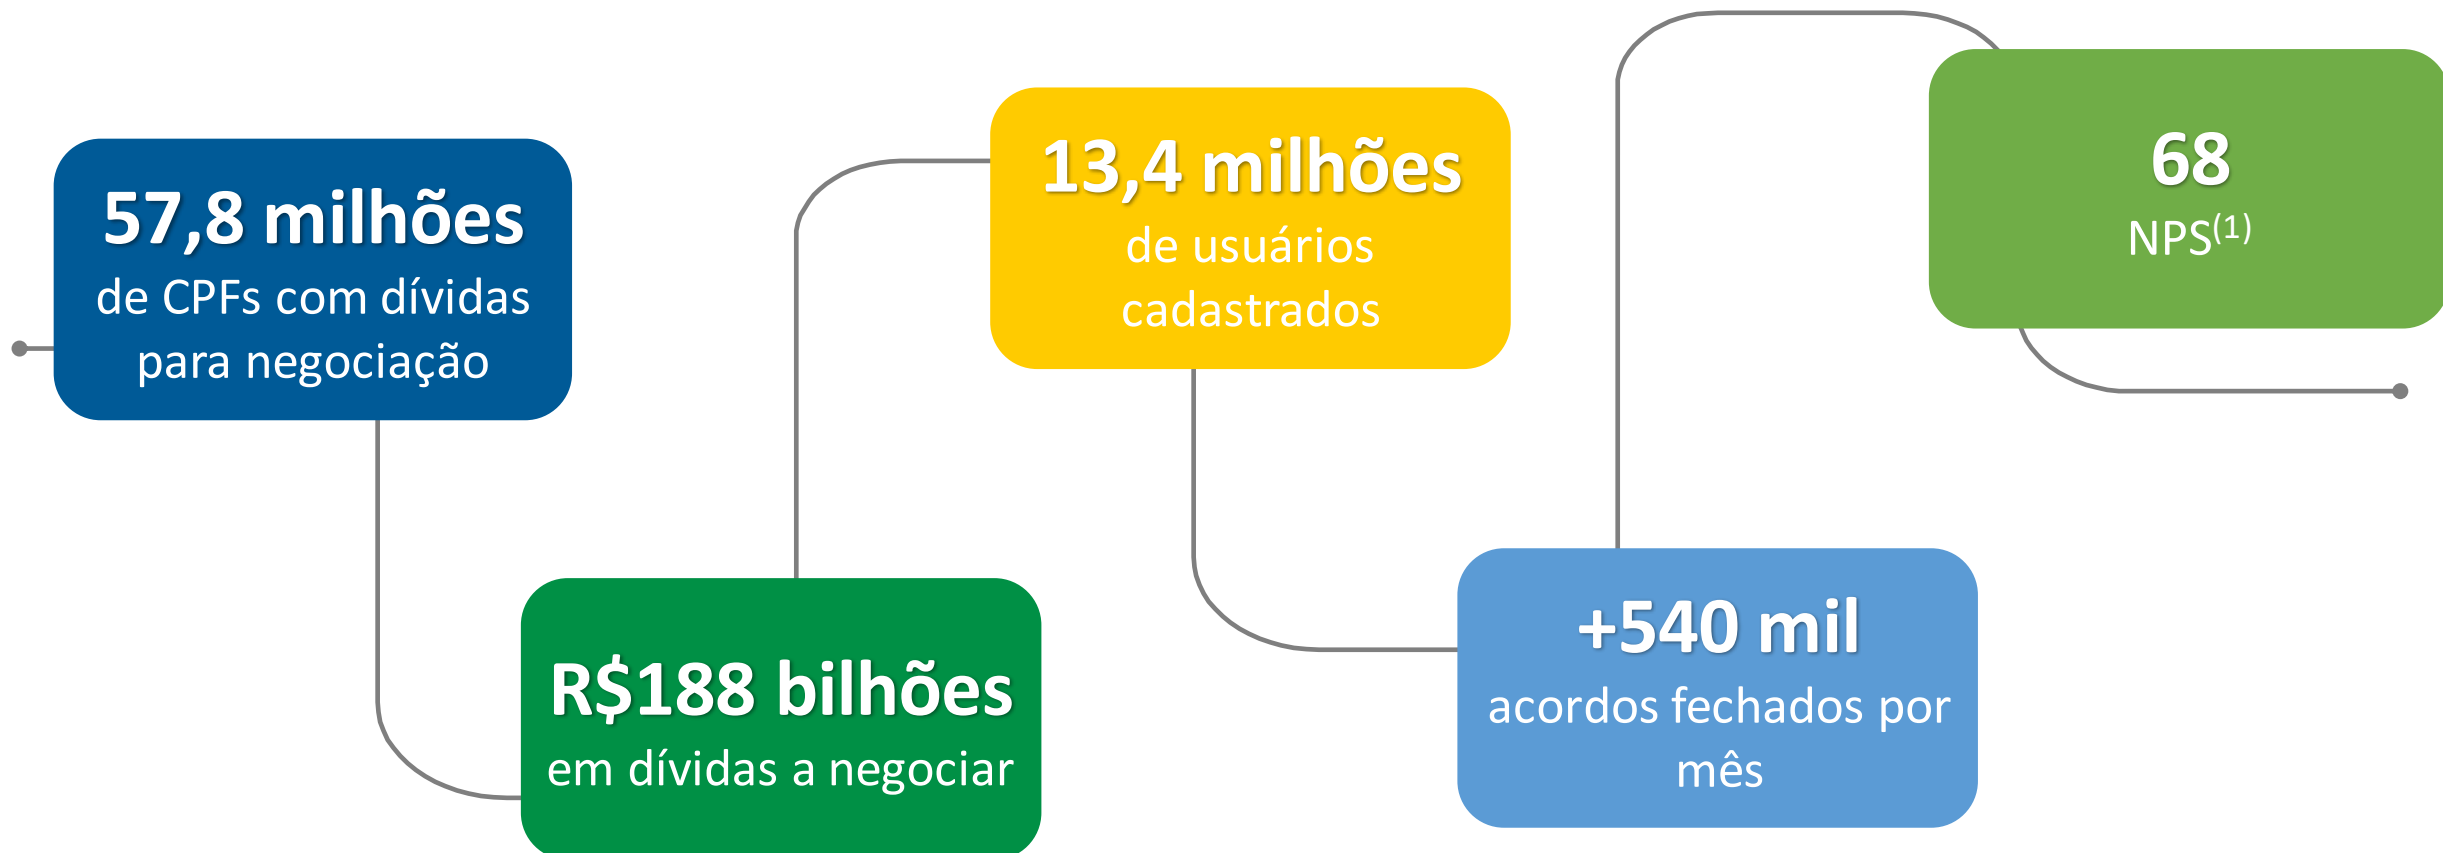 57,8 milhões
de CPFs com dívidas
para negociação
R$188 bilhões
em dívidas a negociar
13,4 milhões
de usuários
cadastrados
+540 mil
acordos fechados por
mês
68
NPS(1)